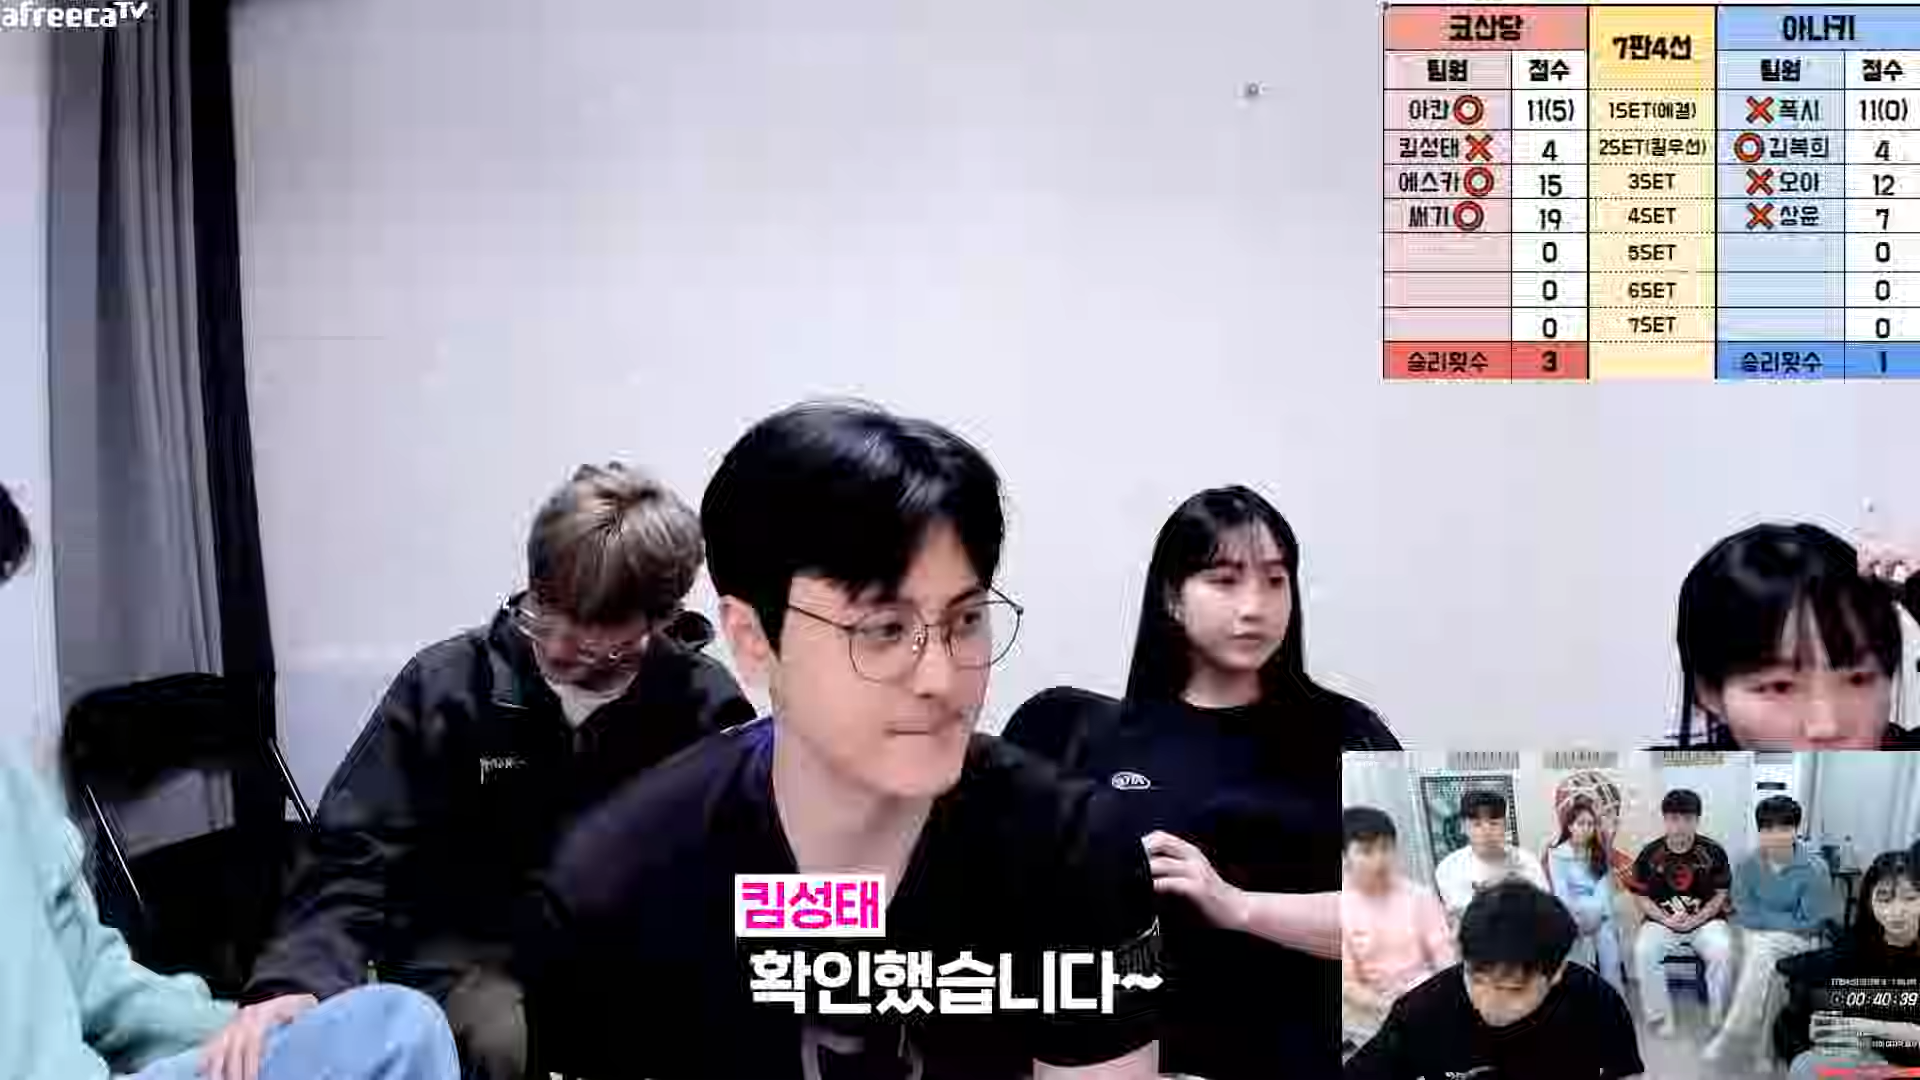 afreecaTV
코산당 7판4선 아나키
팀원 점수 팀원 점수
아칸 11(5) 1SET(에결) 폭시 11(0)
킴성태 4 2SET(킬우선) 김복희 4
에스카 15 3SET 오아 12
써기 19 4SET 상윤 7
0 5SET 0
0 6SET 0
0 7SET 0
승리횟수 3 승리횟수 1
킴성태
확인했습니다~
00:40:39